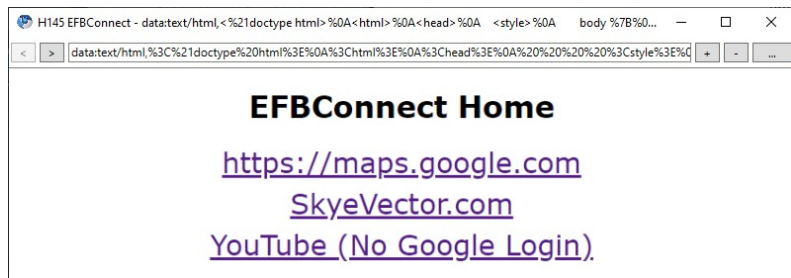 H145 EFBConnect - data:text/html,<%21doctype html>%0A<html>%0A<head>%0A    <style>%0A        body %7B%0...
< > data:text/html,%3C%21doctype%20html%3E%0A%3Chtml%3E%0A%3Chead%3E%0A%20%20%20%20%3Cstyle%3E%0 + - ...
EFBConnect Home
https://maps.google.com
SkyeVector.com
YouTube (No Google Login)